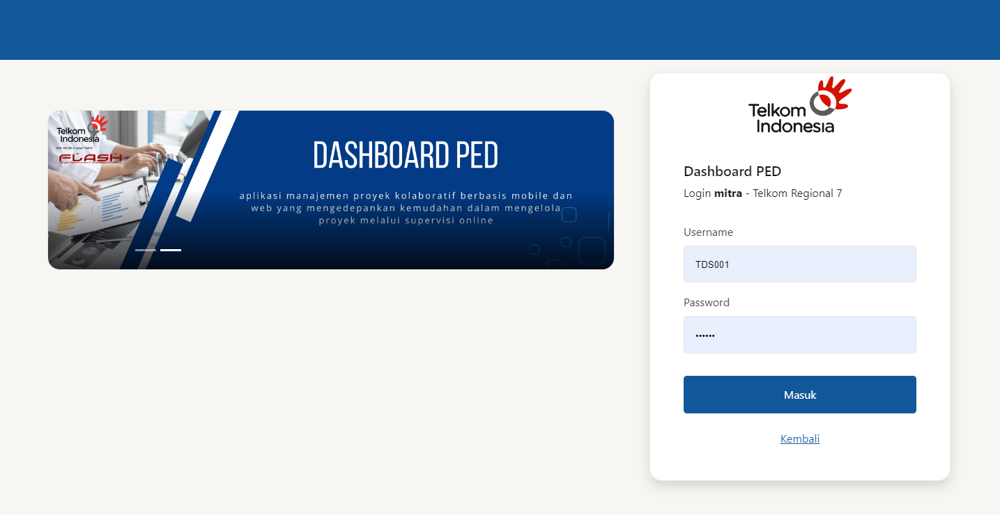 Telkom
Indonesia
the world in your hand
FLASH
DASHBOARD PED
aplikasi manajemen proyek kolaboratif berbasis mobile dan
web yang mengedepankan kemudahan dalam mengelola
proyek melalui supervisi online
Telkom
Indonesia
Dashboard PED
Login mitra - Telkom Regional 7
Username
TDS001
Password
••••••
Masuk
Kembali